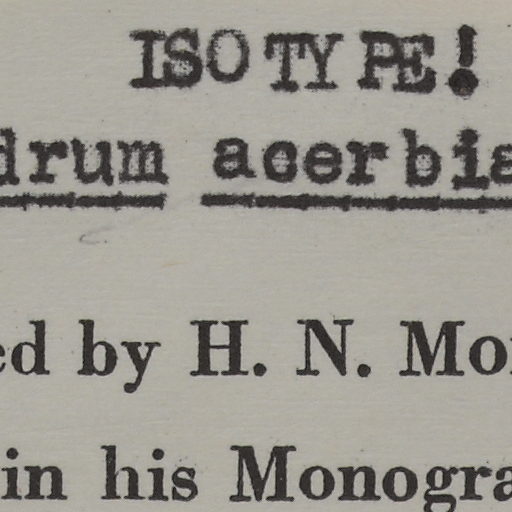 ISOTYPE!
drum acerbia
ed by H. N. Mo
in his Monogra